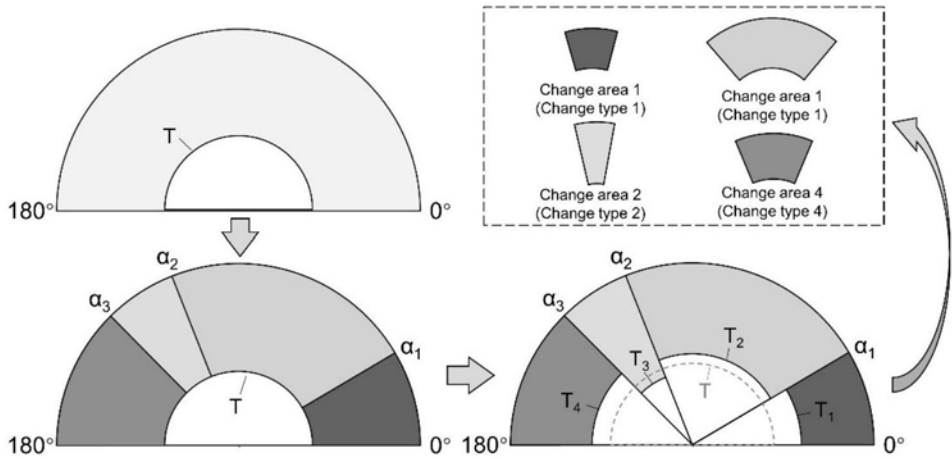 T
180°
0°
Change area 1
(Change type 1)
Change area 1
(Change type 1)
Change area 2
(Change type 2)
Change area 4
(Change type 4)
α₃
α₂
α₁
T
180°
0°
α₃
α₂
α₁
T₃
T₂
T
T₄
T₁
180°
0°